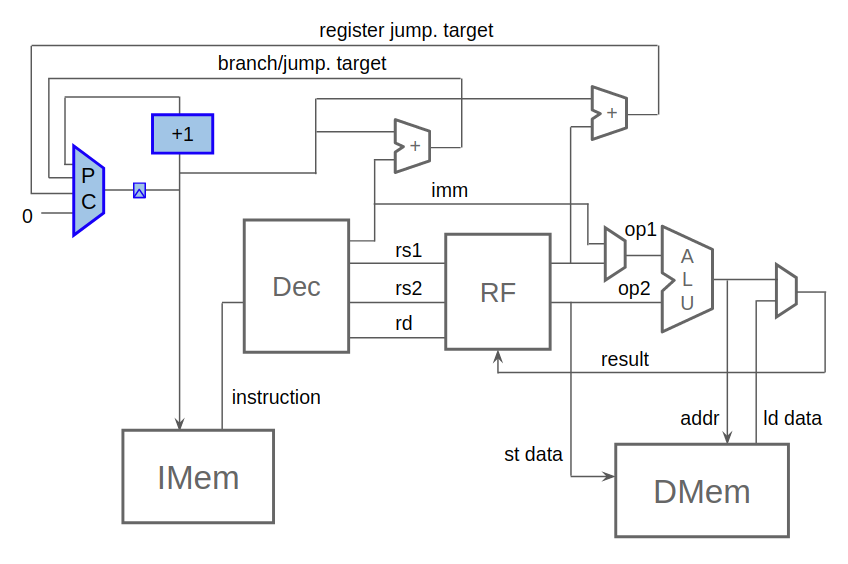 register jump. target
branch/jump. target
+1
+
+
P
C
0
imm
Dec
rs1
rs2
rd
RF
op1
op2
A
L
U
result
instruction
addr
ld data
st data
IMem
DMem